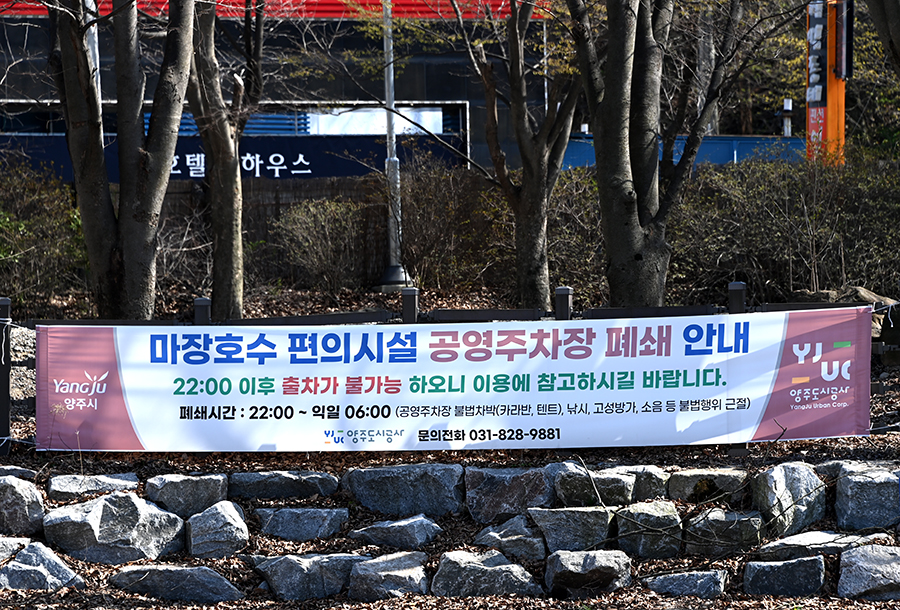 호텔 하우스
마장호수 편의시설 공영주차장 폐쇄 안내
22:00 이후 출차가 불가능 하오니 이용에 참고하시길 바랍니다.
폐쇄시간 : 22:00 ~ 익일 06:00 (공영주차장 불법차박(카라반, 텐트), 낚시, 고성방가, 소음 등 불법행위 근절)
YUC 양주도시공사 문의전화 031-828-9881
YangJu
양주시
YUC
양주도시공사
YangJu Urban Corp.